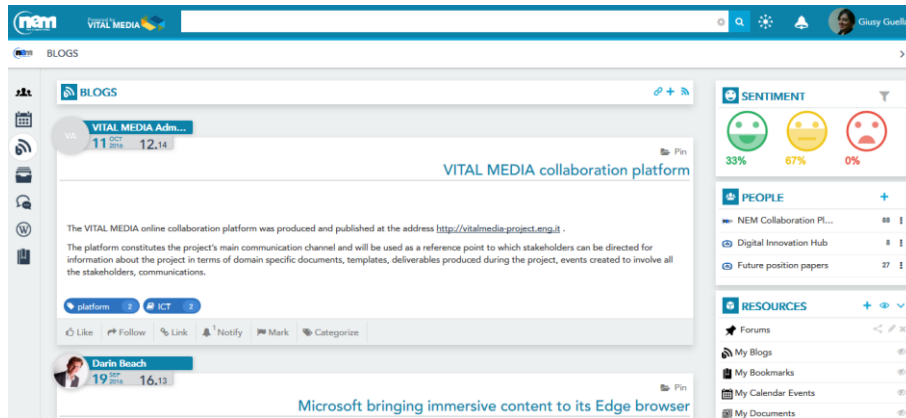 nem
Powered by
VITAL MEDIA
Giusy Guell
nem
BLOGS
BLOGS
VA
VITAL MEDIA Adm...
11 OCT 2016 12.14
Pin
VITAL MEDIA collaboration platform
The VITAL MEDIA online collaboration platform was produced and published at the address http://vitalmedia-project.eng.it .
The platform constitutes the project's main communication channel and will be used as a reference point to which stakeholders can be directed for
information about the project in terms of domain specific documents, templates, deliverables produced during the project, events created to involve all
the stakeholders, communications.
platform 2 ICT 2
Like Follow Link 1 Notify Mark Categorize
Darin Beach
19 SEP 2016 16.13
Pin
Microsoft bringing immersive content to its Edge browser
SENTIMENT
33% 67% 0%
PEOPLE
NEM Collaboration Pl... 88
Digital Innovation Hub 8
Future position papers 27
RESOURCES
Forums
My Blogs
My Bookmarks
My Calendar Events
My Documents